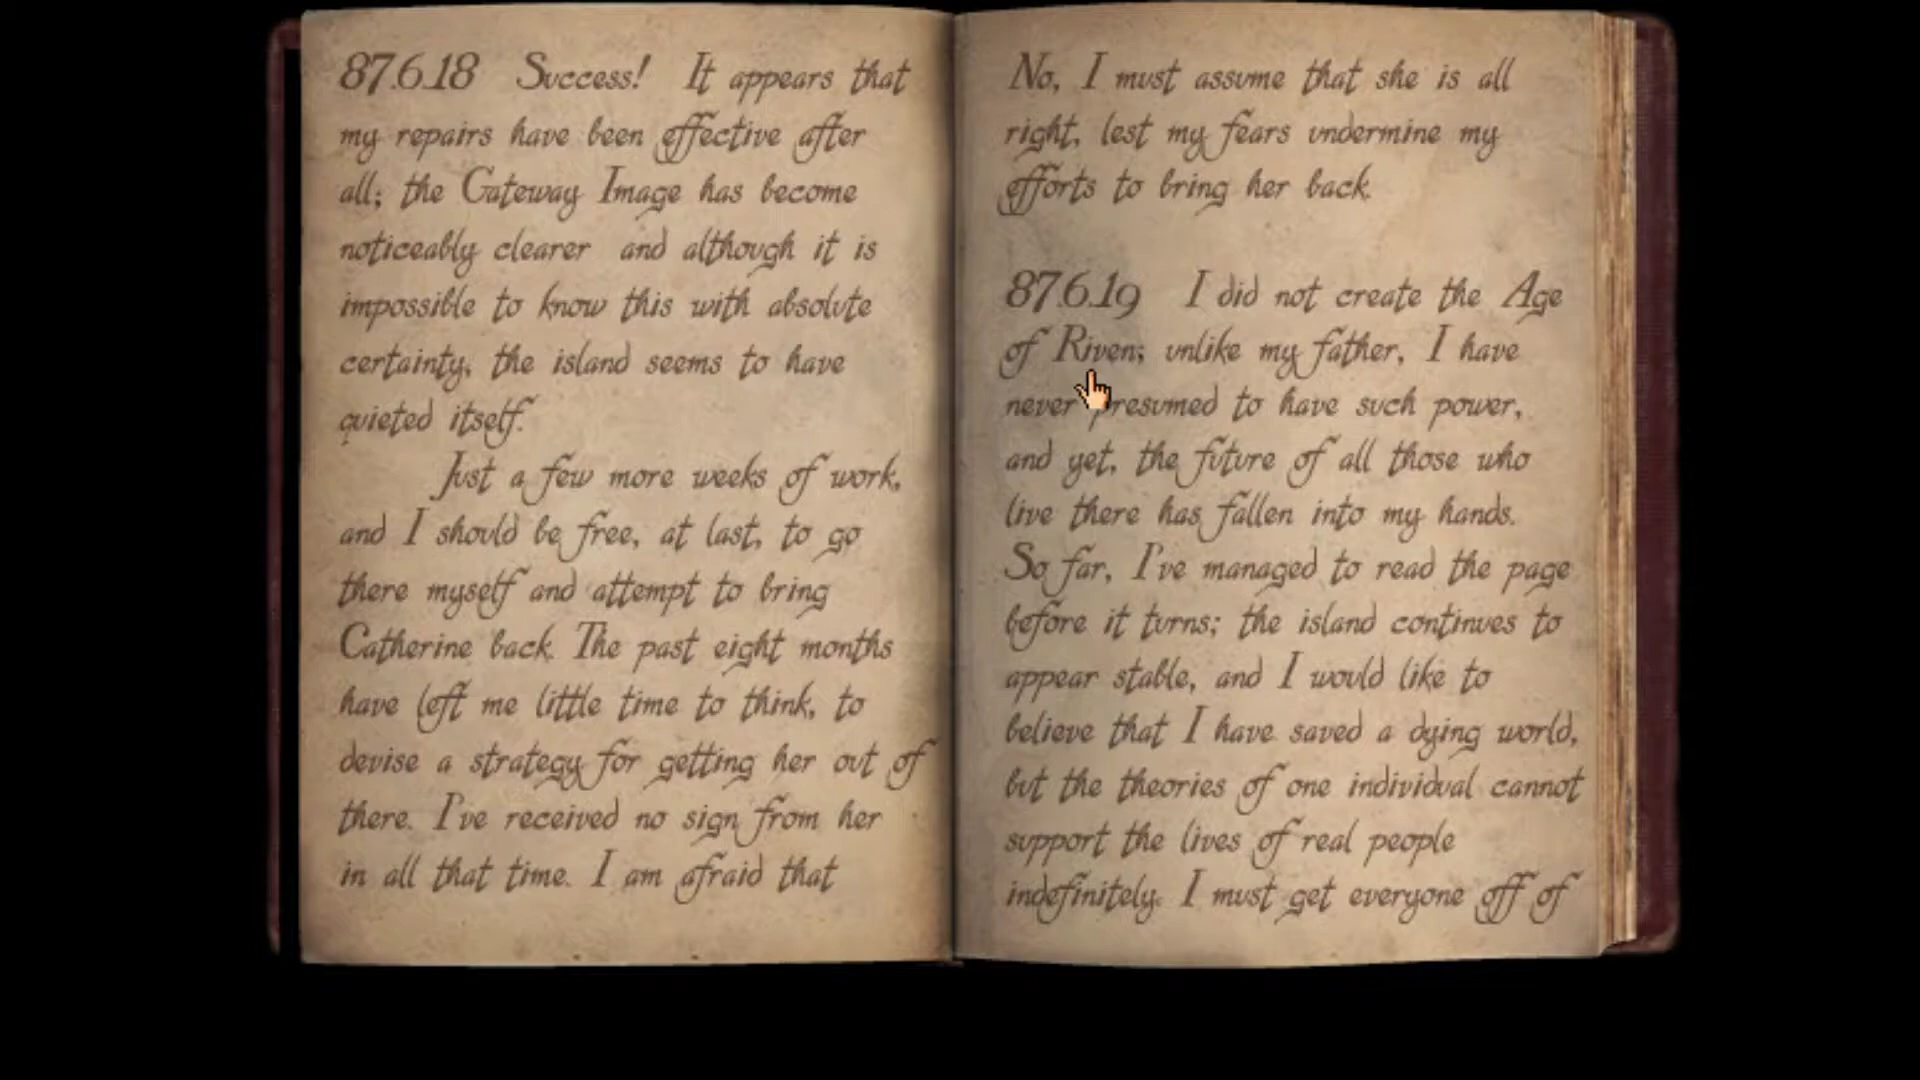 87.6.18 Success! It appears that
my repairs have been effective after
all; the Gateway Image has become
noticeably clearer and although it is
impossible to know this with absolute
certainty, the island seems to have
quieted itself.
Just a few more weeks of work,
and I should be free, at last, to go
there myself and attempt to bring
Catherine back. The past eight months
have left me little time to think, to
devise a strategy for getting her out of
there. I've received no sign from her
in all that time. I am afraid that
No, I must assume that she is all
right, lest my fears undermine my
efforts to bring her back.
87.6.19 I did not create the Age
of Riven; unlike my father, I have
never presumed to have such power,
and yet, the future of all those who
live there has fallen into my hands.
So far, I've managed to read the page
before it turns; the island continues to
appear stable, and I would like to
believe that I have saved a dying world,
but the theories of one individual cannot
support the lives of real people
indefinitely. I must get everyone off of